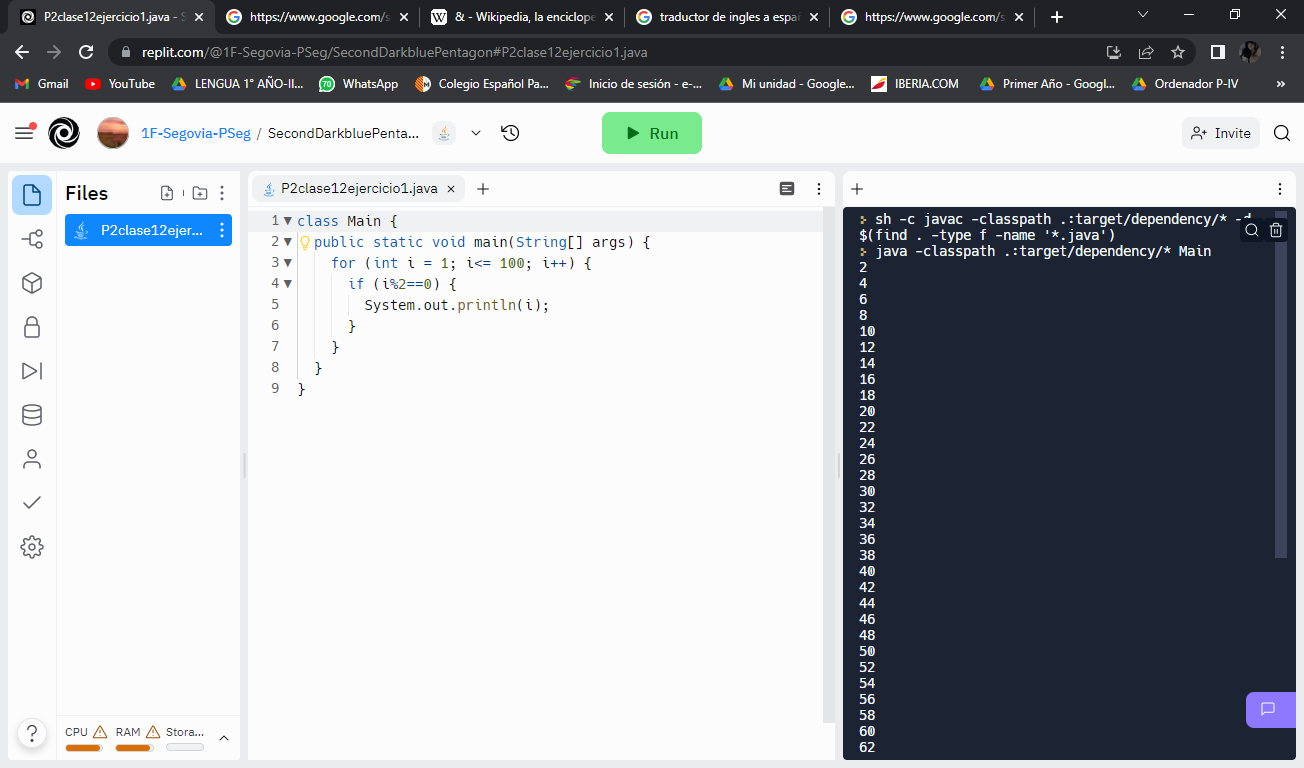 P2clase12ejercicio1.java - S
https://www.google.com/s
& - Wikipedia, la enciclope
traductor de ingles a españ
https://www.google.com/s
replit.com/@1F-Segovia-PSeg/SecondDarkbluePentagon#P2clase12ejercicio1.java
Gmail
YouTube
LENGUA 1° AÑO-II...
70
WhatsApp
Colegio Español Pa...
Inicio de sesión - e-...
Mi unidad - Google...
IBERIA.COM
Primer Año - Googl...
Ordenador P-IV
»
1F-Segovia-PSeg / SecondDarkbluePenta...
Run
Invite
Files
P2clase12ejer...
P2clase12ejercicio1.java
1 class Main {
2 public static void main(String[] args) {
3 for (int i = 1; i<= 100; i++) {
4 if (i%2==0) {
5 System.out.println(i);
6 }
7 }
8 }
9 }
sh -c javac -classpath .:target/dependency/* -d
$(find . -type f -name '*.java')
java -classpath .:target/dependency/* Main
2
4
6
8
10
12
14
16
18
20
22
24
26
28
30
32
34
36
38
40
42
44
46
48
50
52
54
56
58
60
62
?
CPU
RAM
Stora...